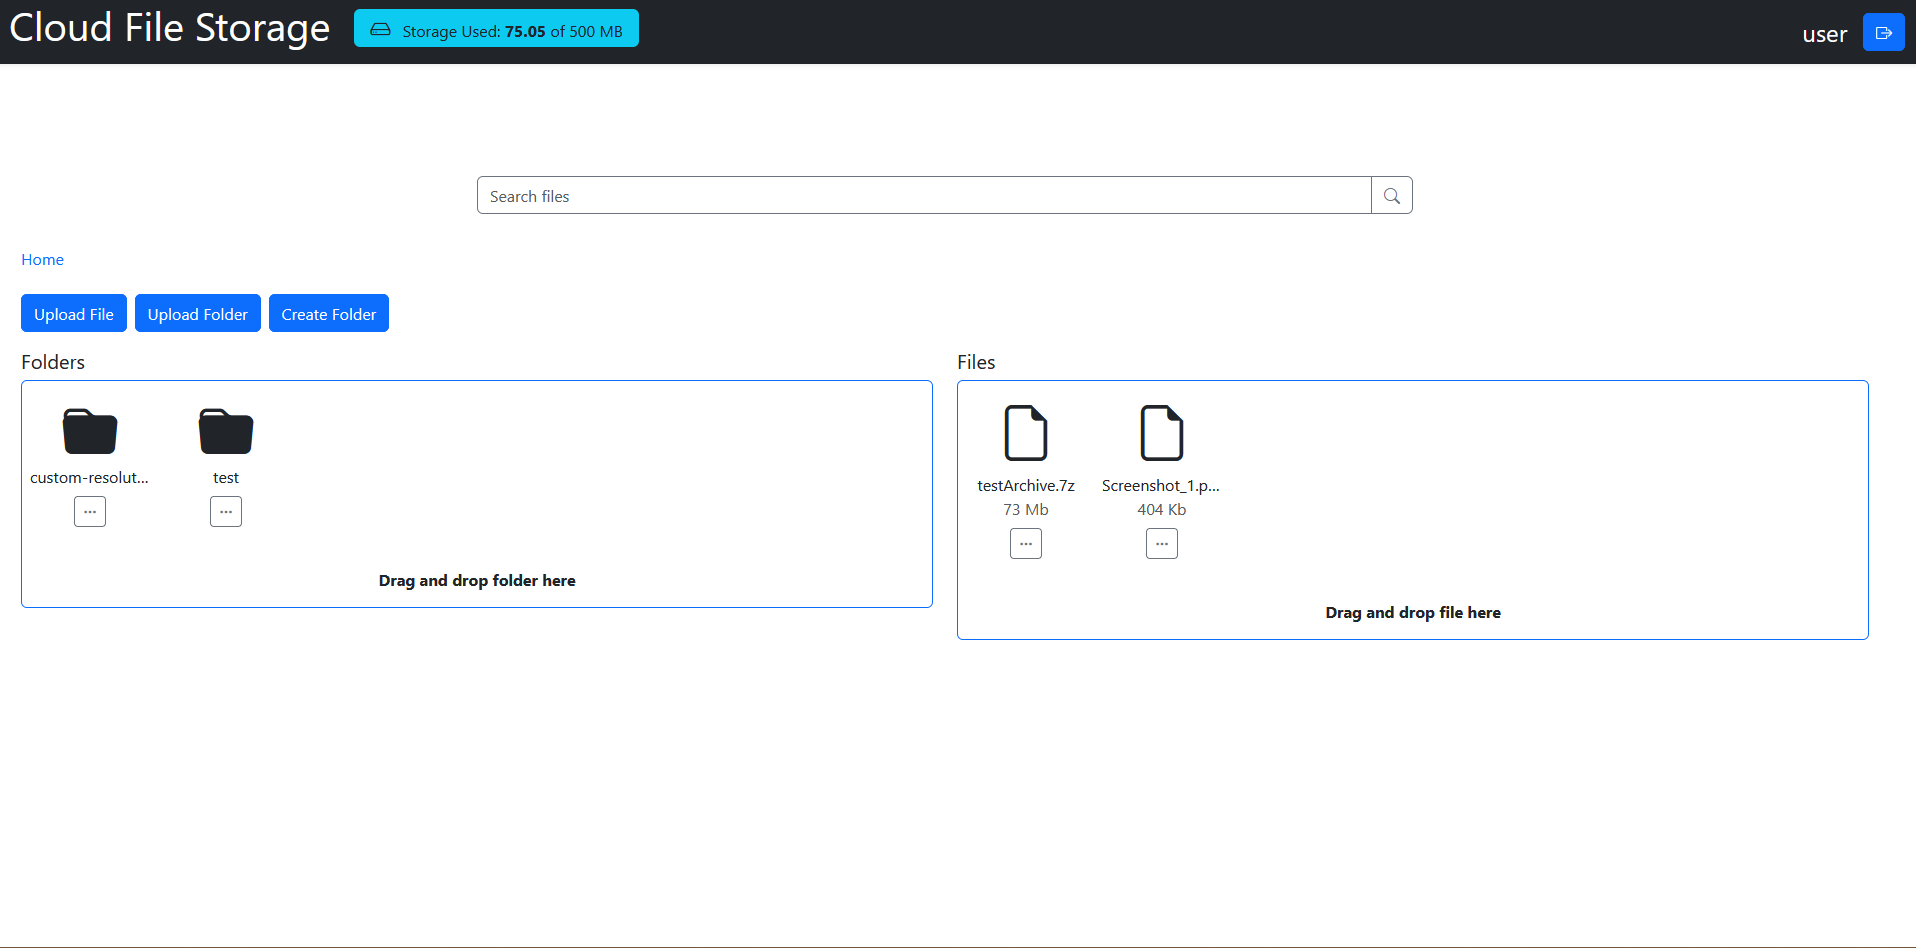 Cloud File Storage
Storage Used: 75.05 of 500 MB
user
Search files
Home
Upload File
Upload Folder
Create Folder
Folders
custom-resolut...
test
Drag and drop folder here
Files
testArchive.7z
73 Mb
Screenshot_1.p...
404 Kb
Drag and drop file here